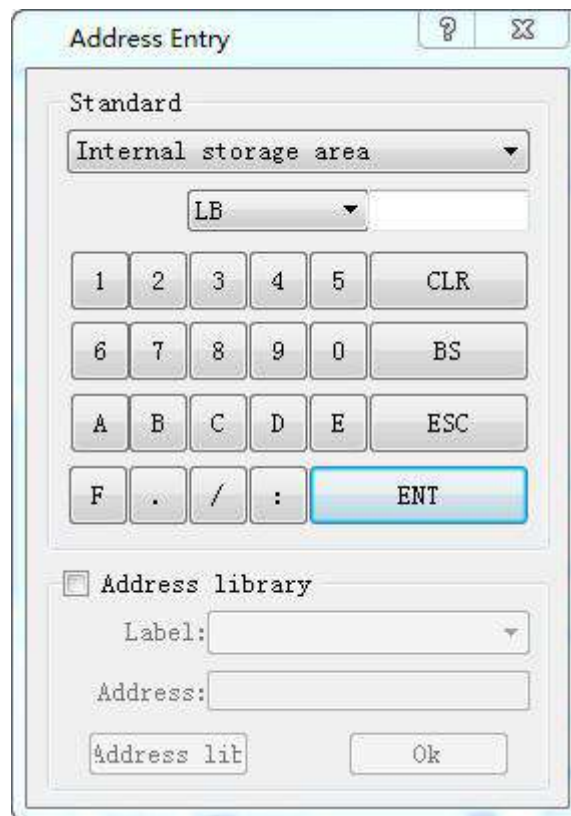 Address Entry
Standard
Internal storage area
LB
1 2 3 4 5 CLR
6 7 8 9 0 BS
A B C D E ESC
F . / : ENT
Address library
Label:
Address:
Address lib Ok